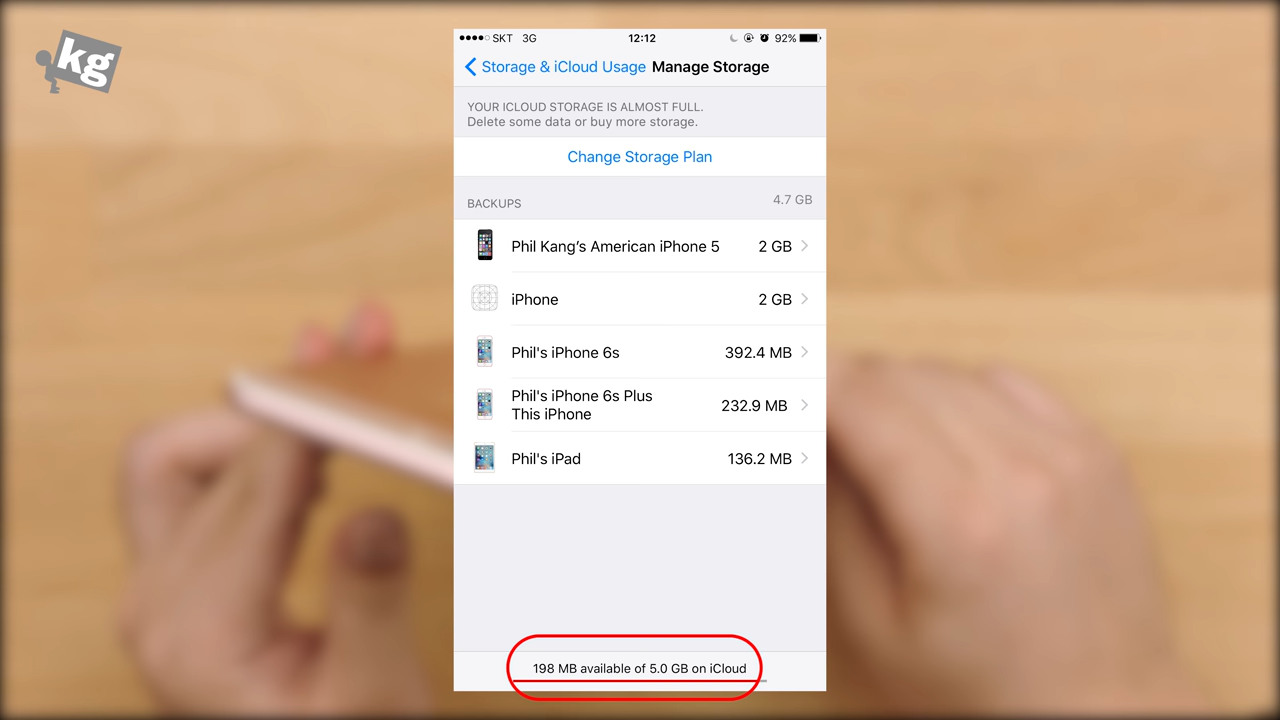 kg
SKT 3G 12:12 92%
Storage & iCloud Usage Manage Storage
YOUR ICLOUD STORAGE IS ALMOST FULL.
Delete some data or buy more storage.
Change Storage Plan
BACKUPS 4.7 GB
Phil Kang’s American iPhone 5 2 GB
iPhone 2 GB
Phil's iPhone 6s 392.4 MB
Phil's iPhone 6s Plus
This iPhone 232.9 MB
Phil's iPad 136.2 MB
198 MB available of 5.0 GB on iCloud